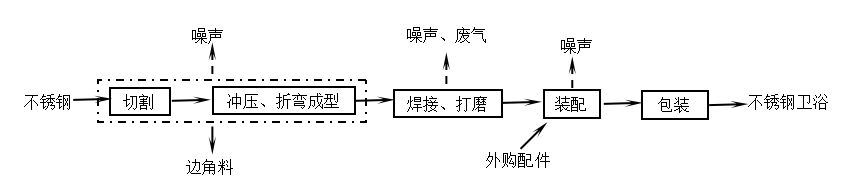 噪声
噪声、废气
噪声
不锈钢
切割
冲压、折弯成型
焊接、打磨
装配
包装
不锈钢卫浴
边角料
外购配件